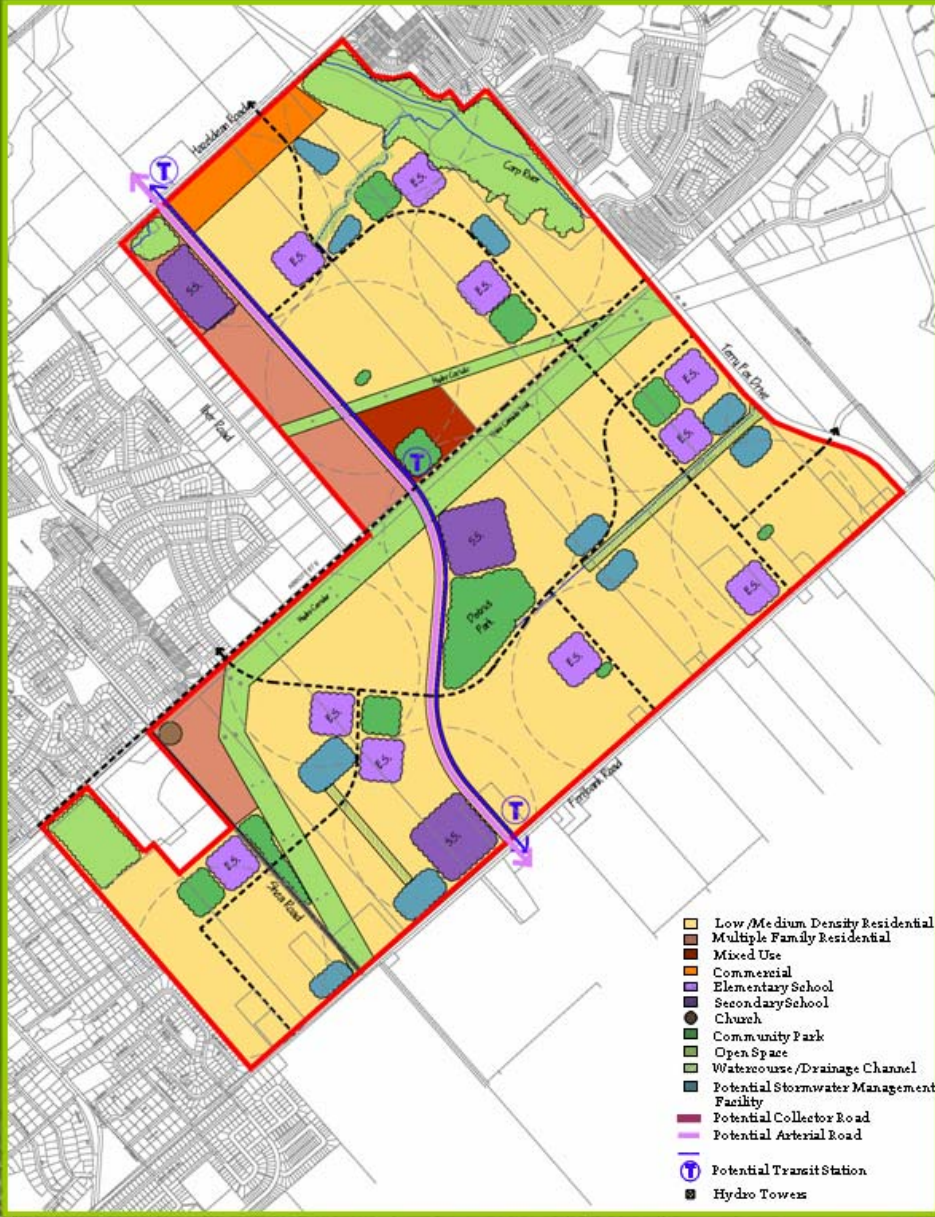 Hazeldean Road
T
E.S.
Carp River
E.S.
S.S.
E.S.
Hydro Corridor
Terry Fox Drive
E.S.
Iber Road
E.S.
T
S.S.
District
Park
E.S.
Hydro Corridor
E.S.
E.S.
E.S.
Fernbank Road
T
S.S.
E.S.
Shea Road
Low/Medium Density Residential
Multiple Family Residential
Mixed Use
Commercial
Elementary School
Secondary School
Church
Community Park
Open Space
Watercourse/Drainage Channel
Potential Stormwater Management
Facility
Potential Collector Road
Potential Arterial Road
T Potential Transit Station
Hydro Towers